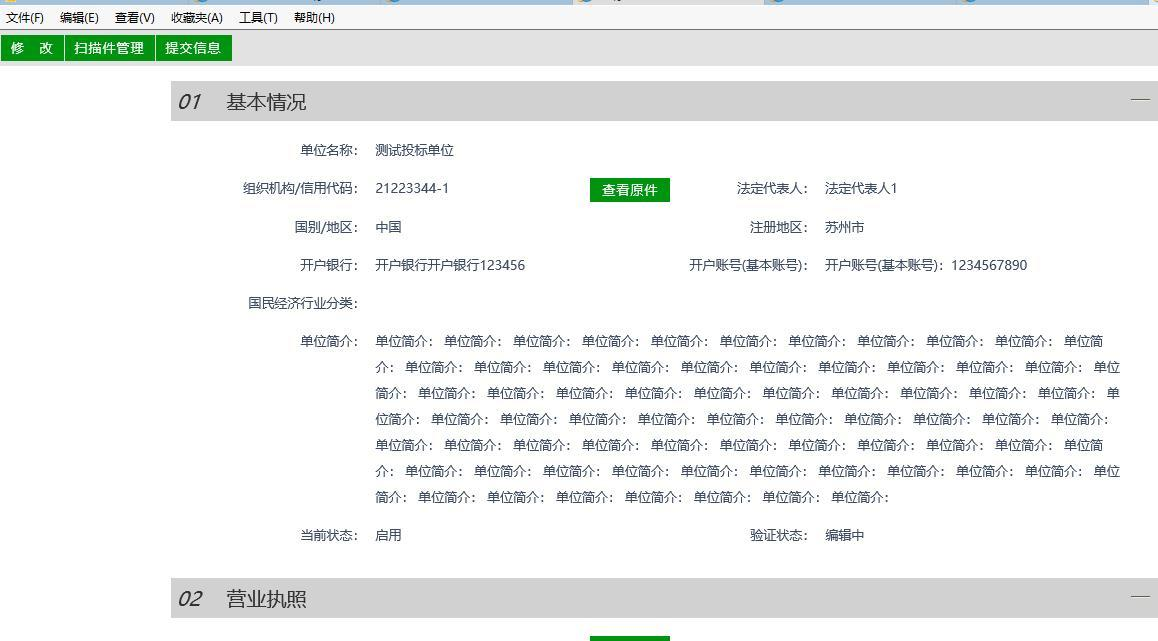 文件(F) 编辑(E) 查看(V) 收藏夹(A) 工具(T) 帮助(H)
修 改 扫描件管理 提交信息
01 基本情况
单位名称： 测试投标单位
组织机构/信用代码： 21223344-1 查看原件 法定代表人： 法定代表人1
国别/地区： 中国 注册地区： 苏州市
开户银行： 开户银行开户银行123456 开户账号(基本账号)： 开户账号(基本账号)：1234567890
国民经济行业分类：
单位简介： 单位简介： 单位简介： 单位简介： 单位简介： 单位简介： 单位简介： 单位简介： 单位简介： 单位简介： 单位简介： 单位简
介： 单位简介： 单位简介： 单位简介： 单位简介： 单位简介： 单位简介： 单位简介： 单位简介： 单位简介： 单位简介： 单位
简介： 单位简介： 单位简介： 单位简介： 单位简介： 单位简介： 单位简介： 单位简介： 单位简介： 单位简介： 单位简介： 单
位简介： 单位简介： 单位简介： 单位简介： 单位简介： 单位简介： 单位简介： 单位简介： 单位简介： 单位简介： 单位简介：
单位简介： 单位简介： 单位简介： 单位简介： 单位简介： 单位简介： 单位简介： 单位简介： 单位简介： 单位简介： 单位简
介： 单位简介： 单位简介： 单位简介： 单位简介： 单位简介： 单位简介： 单位简介： 单位简介： 单位简介： 单位简介： 单位
简介： 单位简介： 单位简介： 单位简介： 单位简介： 单位简介： 单位简介： 单位简介：
当前状态： 启用 验证状态： 编辑中
02 营业执照